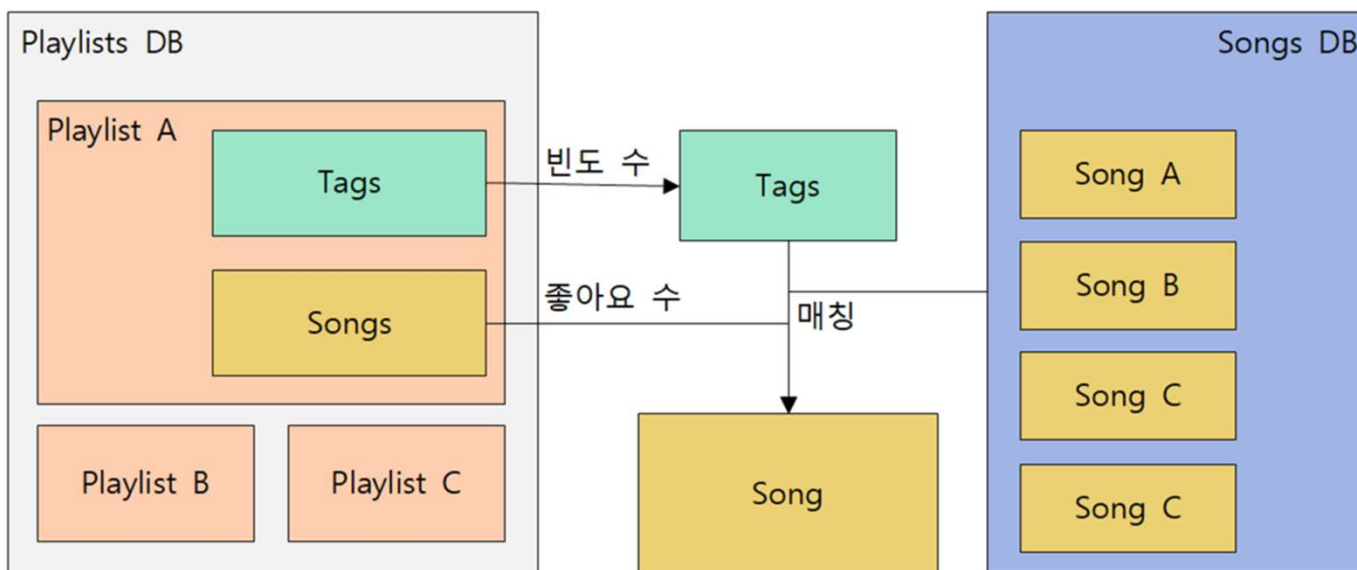 Playlists DB
Songs DB
Playlist A
Tags
빈도 수
Tags
Song A
Songs
좋아요 수
매칭
Song B
Song C
Playlist B
Playlist C
Song
Song C